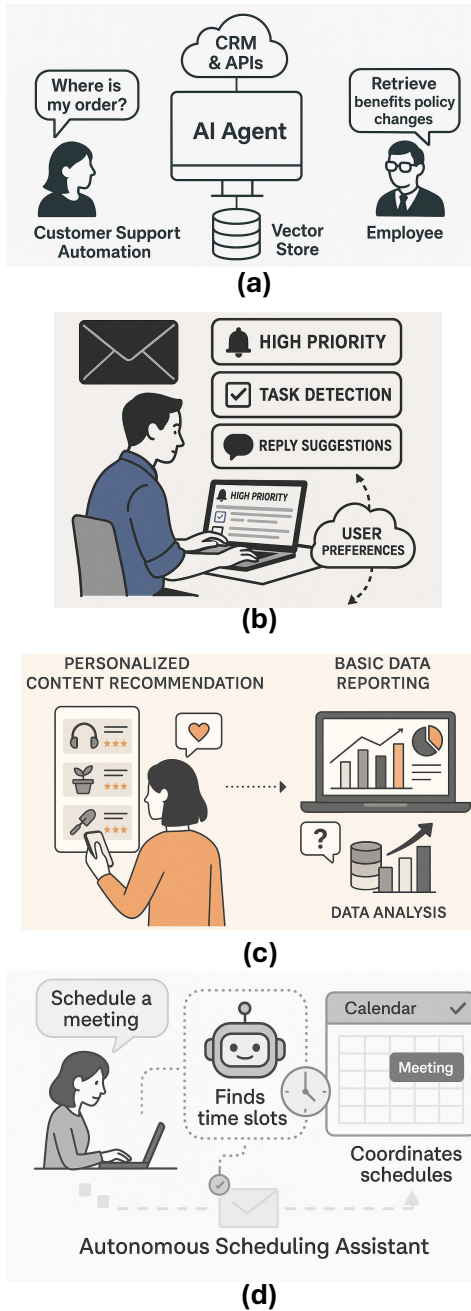 CRM
& APIs
Where is
my order?
Retrieve
benefits policy
changes
AI Agent
Customer Support
Automation
Vector
Store
Employee
(a)
HIGH PRIORITY
TASK DETECTION
REPLY SUGGESTIONS
HIGH PRIORITY
USER
PREFERENCES
(b)
PERSONALIZED
CONTENT RECOMMENDATION
BASIC DATA
REPORTING
?
DATA ANALYSIS
(c)
Schedule a
meeting
Finds
time slots
Calendar
Meeting
Coordinates
schedules
Autonomous Scheduling Assistant
(d)